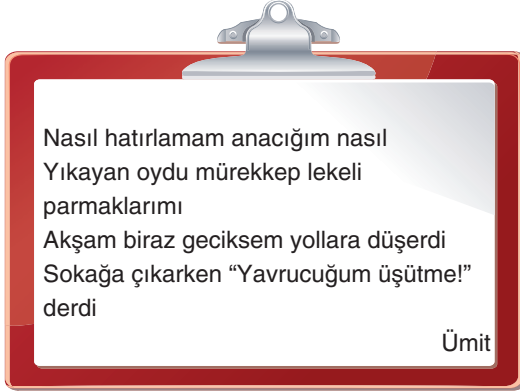 Nasıl hatırlamam anacığım nasıl
Yıkayan oydu mürekkep lekeli
parmaklarımı
Akşam biraz geciksem yollara düşerdi
Sokağa çıkarken “Yavrucuğum üşütme!”
derdi
Ümit